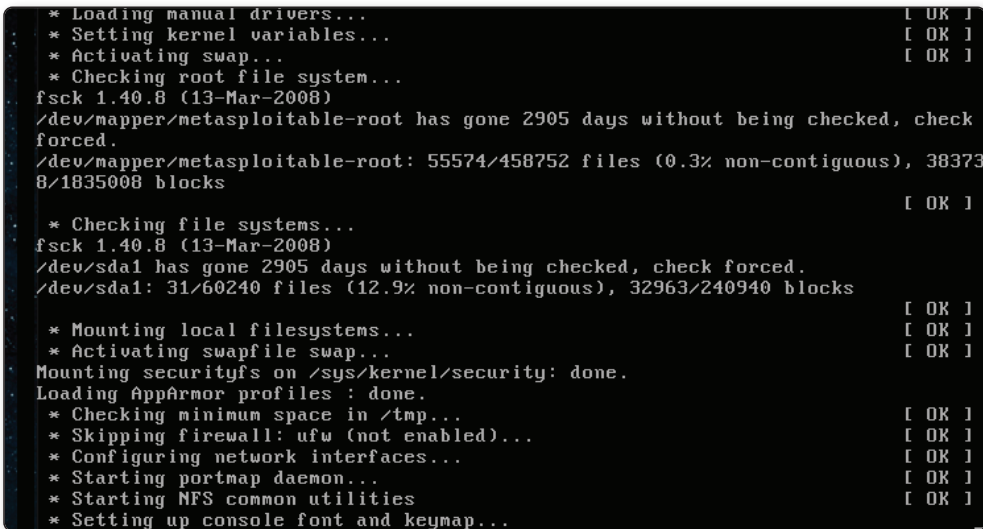 * Loading manual drivers... [ OK ]
* Setting kernel variables... [ OK ]
* Activating swap... [ OK ]
* Checking root file system...
fsck 1.40.8 (13-Mar-2008)
/dev/mapper/metasploitable-root has gone 2905 days without being checked, check
forced.
/dev/mapper/metasploitable-root: 55574/458752 files (0.3% non-contiguous), 38373
8/1835008 blocks
[ OK ]
* Checking file systems...
fsck 1.40.8 (13-Mar-2008)
/dev/sda1 has gone 2905 days without being checked, check forced.
/dev/sda1: 31/60240 files (12.9% non-contiguous), 32963/240940 blocks
[ OK ]
* Mounting local filesystems... [ OK ]
* Activating swapfile swap... [ OK ]
Mounting securityfs on /sys/kernel/security: done.
Loading AppArmor profiles : done.
* Checking minimum space in /tmp... [ OK ]
* Skipping firewall: ufw (not enabled)... [ OK ]
* Configuring network interfaces... [ OK ]
* Starting portmap daemon... [ OK ]
* Starting NFS common utilities [ OK ]
* Setting up console font and keymap...